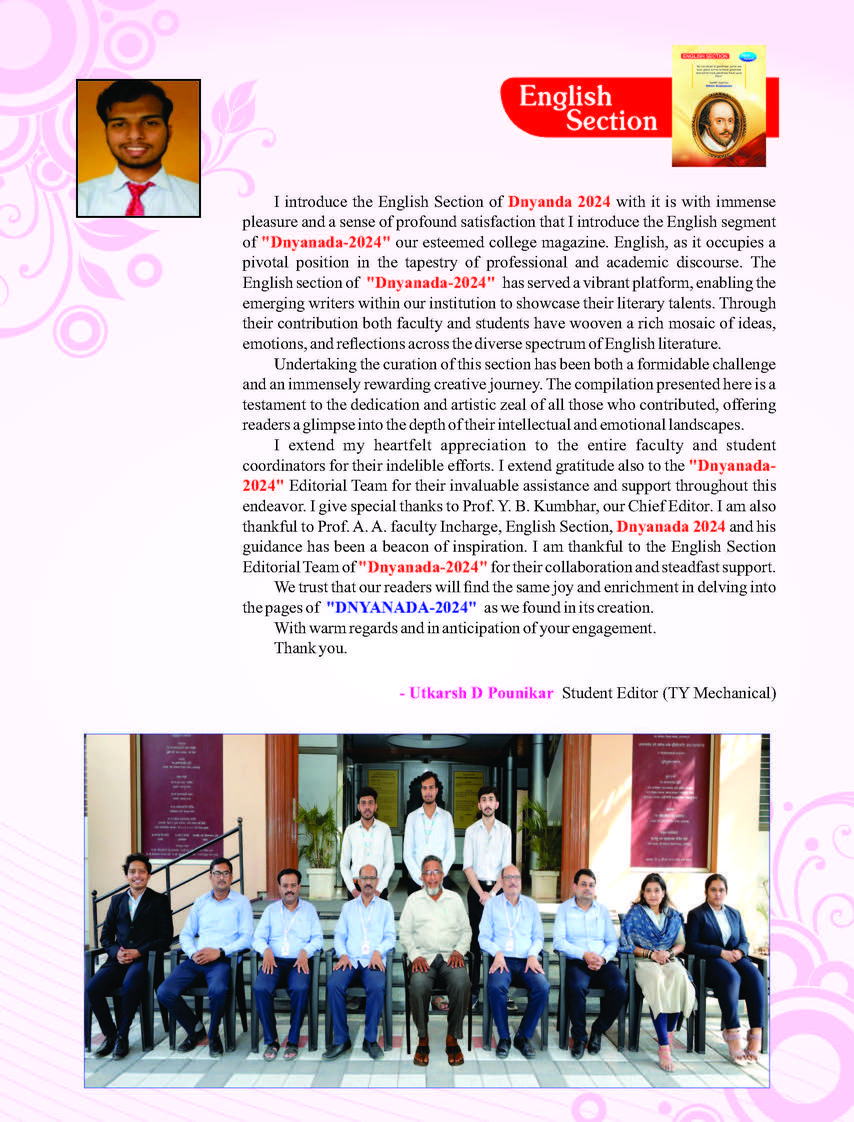 English
Section
ENGLISH SECTION
I introduce the English Section of Dnyanda 2024 with it is with immense
pleasure and a sense of profound satisfaction that I introduce the English segment
of "Dnyanada-2024" our esteemed college magazine. English, as it occupies a
pivotal position in the tapestry of professional and academic discourse. The
English section of "Dnyanada-2024" has served a vibrant platform, enabling the
emerging writers within our institution to showcase their literary talents. Through
their contribution both faculty and students have wooven a rich mosaic of ideas,
emotions, and reflections across the diverse spectrum of English literature.
Undertaking the curation of this section has been both a formidable challenge
and an immensely rewarding creative journey. The compilation presented here is a
testament to the dedication and artistic zeal of all those who contributed, offering
readers a glimpse into the depth of their intellectual and emotional landscapes.
I extend my heartfelt appreciation to the entire faculty and student
coordinators for their indelible efforts. I extend gratitude also to the "Dnyanada-
2024" Editorial Team for their invaluable assistance and support throughout this
endeavor. I give special thanks to Prof. Y. B. Kumbhar, our Chief Editor. I am also
thankful to Prof. A. A. faculty Incharge, English Section, Dnyanada 2024 and his
guidance has been a beacon of inspiration. I am thankful to the English Section
Editorial Team of "Dnyanada-2024" for their collaboration and steadfast support.
We trust that our readers will find the same joy and enrichment in delving into
the pages of "DNYANADA-2024" as we found in its creation.
With warm regards and in anticipation of your engagement.
Thank you.
- Utkarsh D Pounikar Student Editor (TY Mechanical)